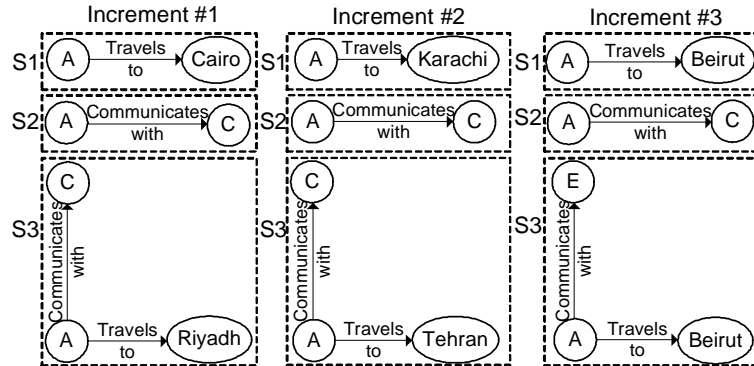 Increment #1
Increment #2
Increment #3
S1
A
Travels
to
Cairo
S1
A
Travels
to
Karachi
S1
A
Travels
to
Beirut
S2
A
Communicates
with
C
S2
A
Communicates
with
C
S2
A
Communicates
with
C
S3
C
Communicates
with
A
Travels
to
Riyadh
S3
C
Communicates
with
A
Travels
to
Tehran
S3
E
Communicates
with
A
Travels
to
Beirut